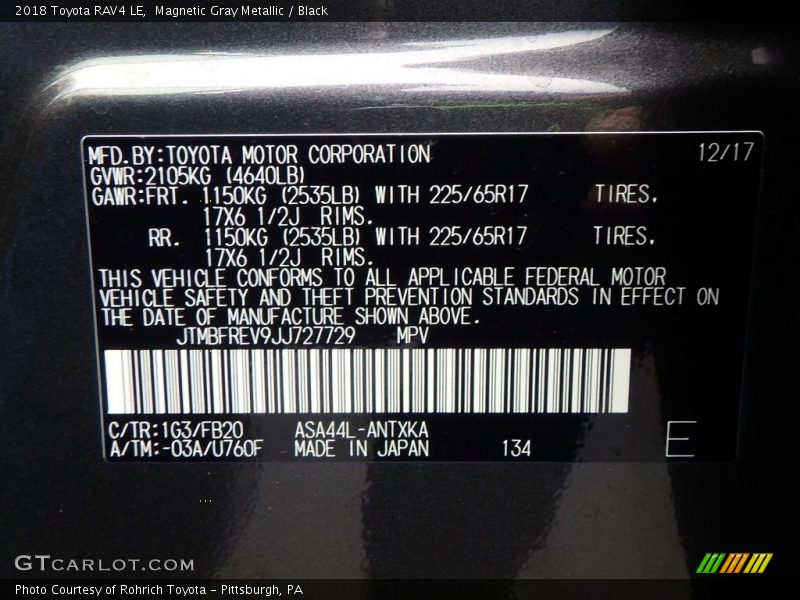 2018 Toyota RAV4 LE,  Magnetic Gray Metallic / Black
MFD.BY:TOYOTA MOTOR CORPORATION 12/17
GVWR:2105KG (4640LB)
GAWR:FRT. 1150KG (2535LB) WITH 225/65R17 TIRES.
17X6 1/2J RIMS.
RR. 1150KG (2535LB) WITH 225/65R17 TIRES.
17X6 1/2J RIMS.
THIS VEHICLE CONFORMS TO ALL APPLICABLE FEDERAL MOTOR
VEHICLE SAFETY AND THEFT PREVENTION STANDARDS IN EFFECT ON
THE DATE OF MANUFACTURE SHOWN ABOVE.
JTMBFREV9JJ727729 MPV
C/TR:1G3/FB20 ASA44L-ANTXKA
A/TM:-03A/U760F MADE IN JAPAN 134 E
GTCARLOT.COM
Photo Courtesy of Rohrich Toyota - Pittsburgh, PA